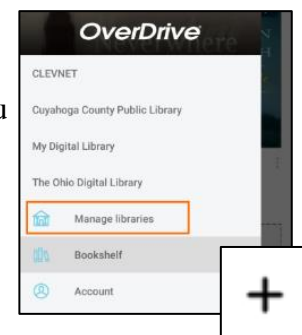 OverDrive
CLEVNET
Cuyahoga County Public Library
My Digital Library
The Ohio Digital Library
Manage libraries
Bookshelf
Account
+